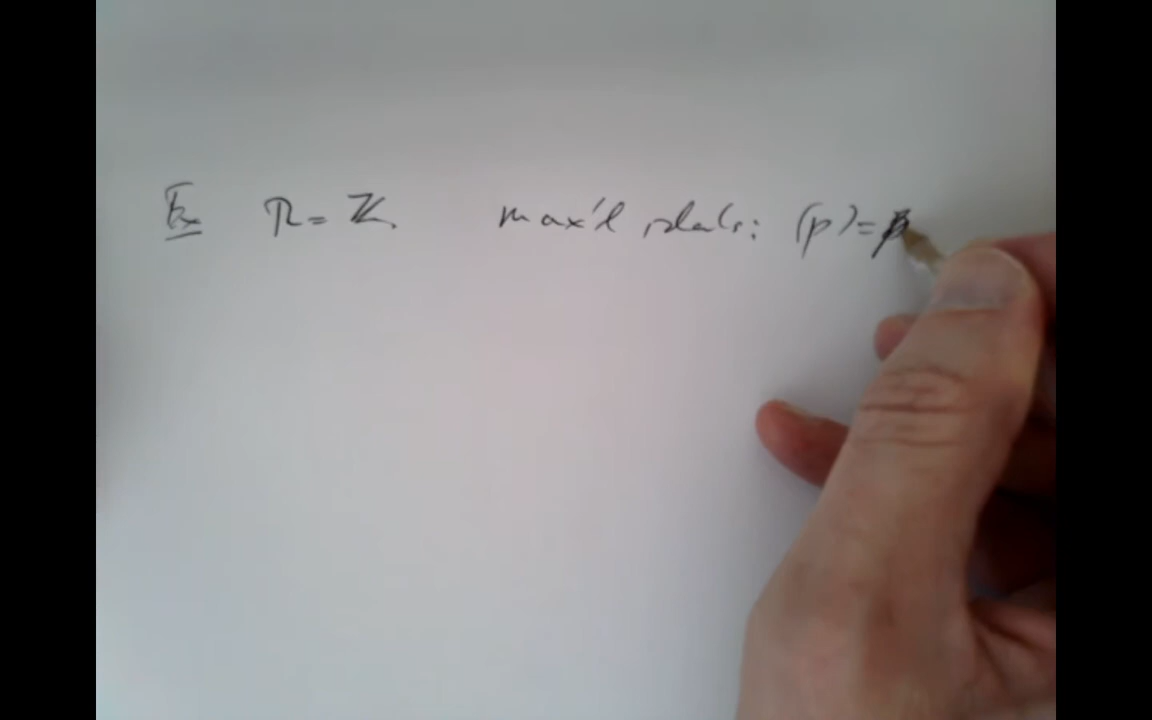 Ex R = ℤ max'l ideals: (p) = p